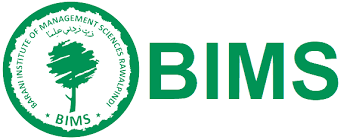 BARANI INSTITUTE OF MANAGEMENT SCIENCES RAWALPINDI
رَبِّ زِدْنِي عِلْمًا
* BIMS *
BIMS